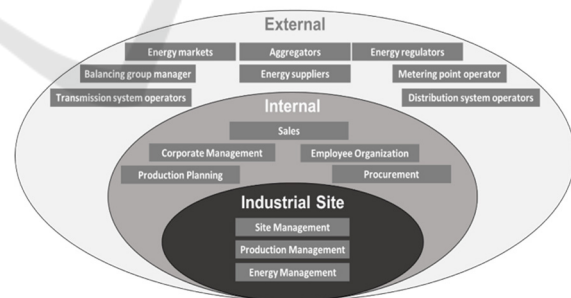 External
Energy markets
Aggregators
Energy regulators
Balancing group manager
Energy suppliers
Metering point operator
Transmission system operators
Distribution system operators
Internal
Sales
Corporate Management
Employee Organization
Production Planning
Procurement
Industrial Site
Site Management
Production Management
Energy Management